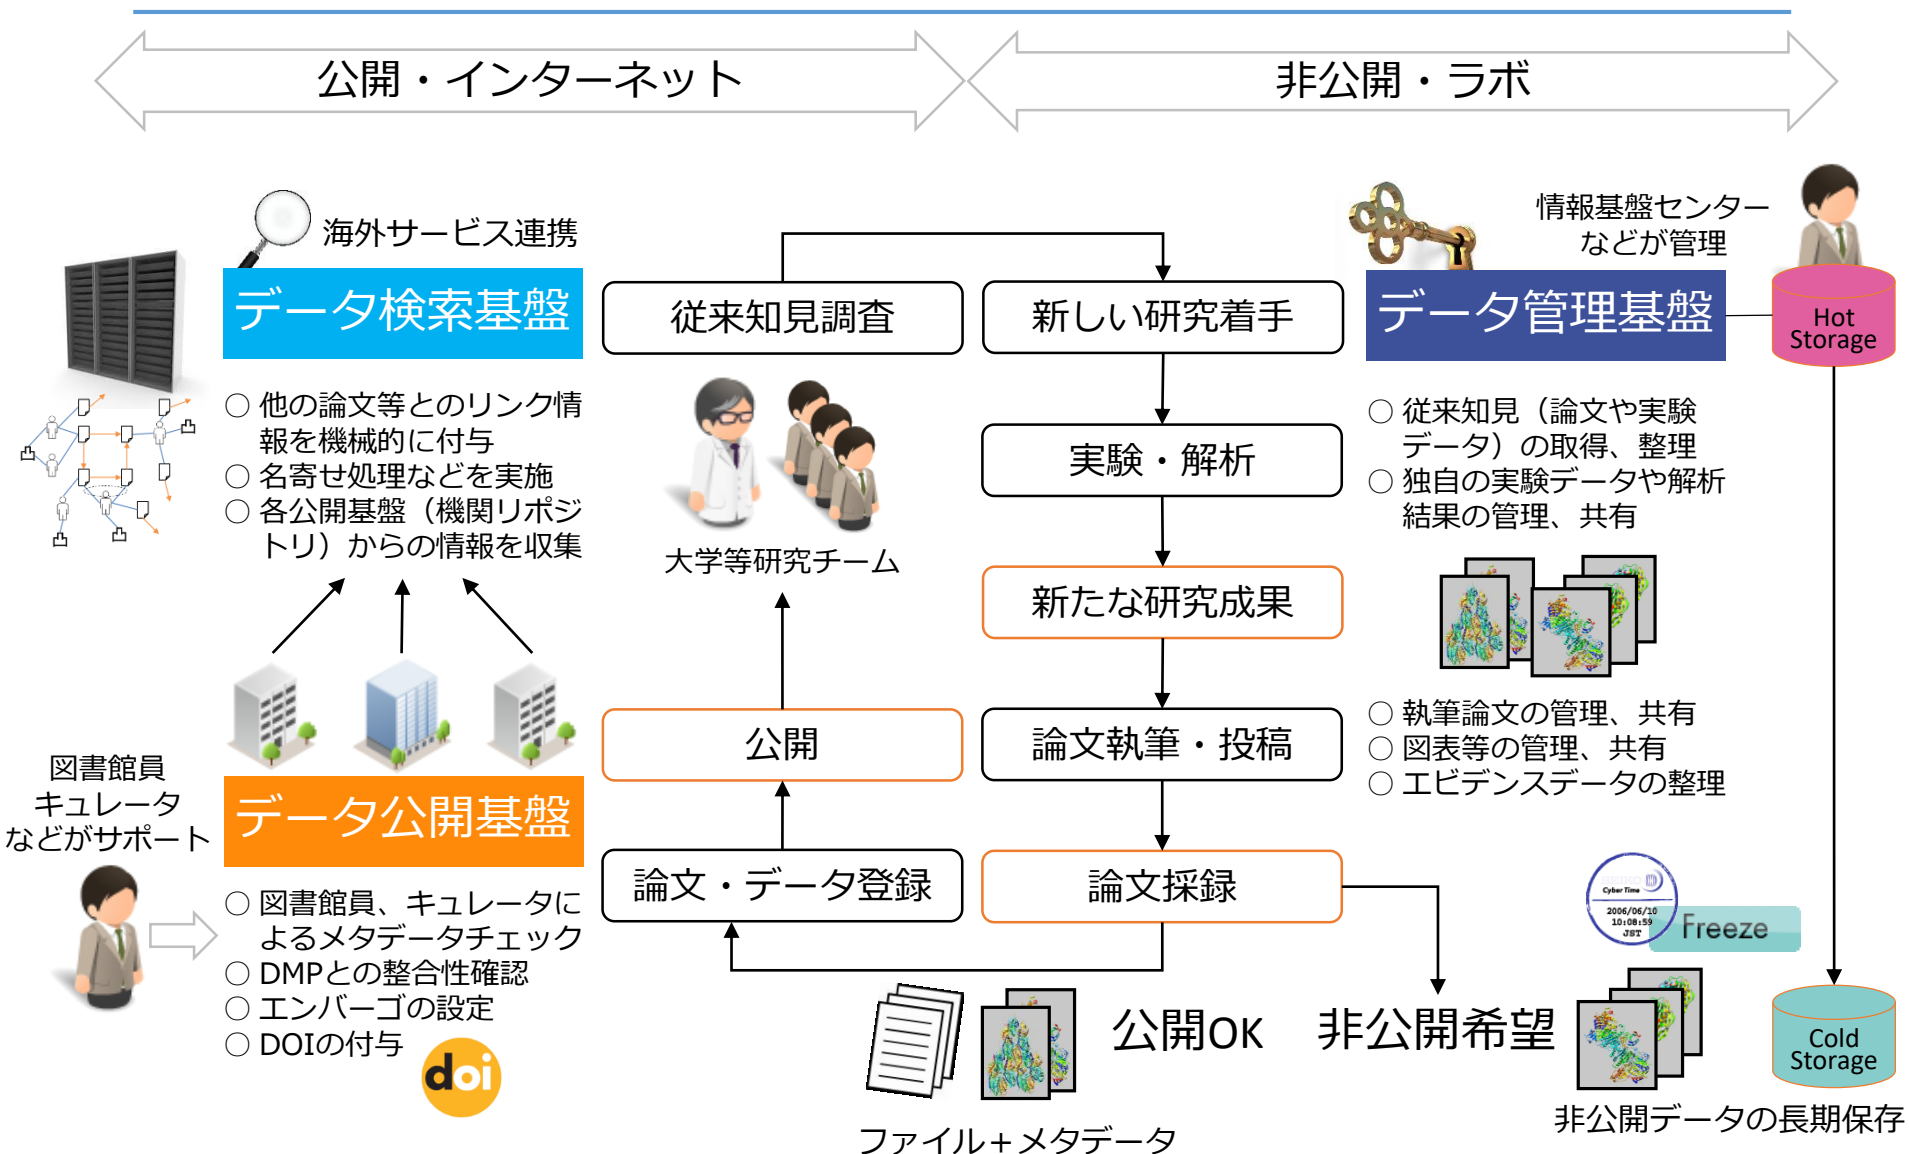 公開・インターネット
非公開・ラボ
海外サービス連携
データ検索基盤
○ 他の論文等とのリンク情
報を機械的に付与
○ 名寄せ処理などを実施
○ 各公開基盤（機関リポジ
トリ）からの情報を収集
図書館員
キュレータ
などがサポート
データ公開基盤
○ 図書館員、キュレータに
よるメタデータチェック
○ DMPとの整合性確認
○ エンバーゴの設定
○ DOIの付与
doi
従来知見調査
大学等研究チーム
公開
論文・データ登録
新しい研究着手
実験・解析
新たな研究成果
論文執筆・投稿
論文採録
公開OK
非公開希望
ファイル＋メタデータ
情報基盤センター
などが管理
データ管理基盤
Hot
Storage
○ 従来知見（論文や実験
データ）の取得、整理
○ 独自の実験データや解析
結果の管理、共有
○ 執筆論文の管理、共有
○ 図表等の管理、共有
○ エビデンスデータの整理
SEIKO
Cyber Time
2006/06/10
10:08:59
JST
Freeze
Cold
Storage
非公開データの長期保存